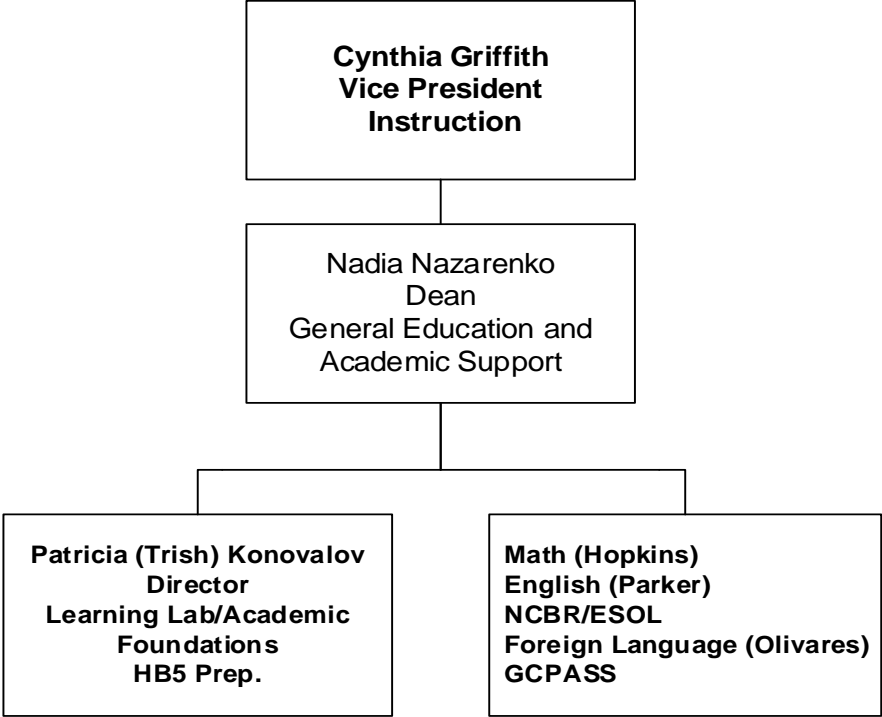 Cynthia Griffith
Vice President
Instruction
Nadia Nazarenko
Dean
General Education and
Academic Support
Patricia (Trish) Konovalov
Director
Learning Lab/Academic
Foundations
HB5 Prep.
Math (Hopkins)
English (Parker)
NCBR/ESOL
Foreign Language (Olivares)
GCPASS